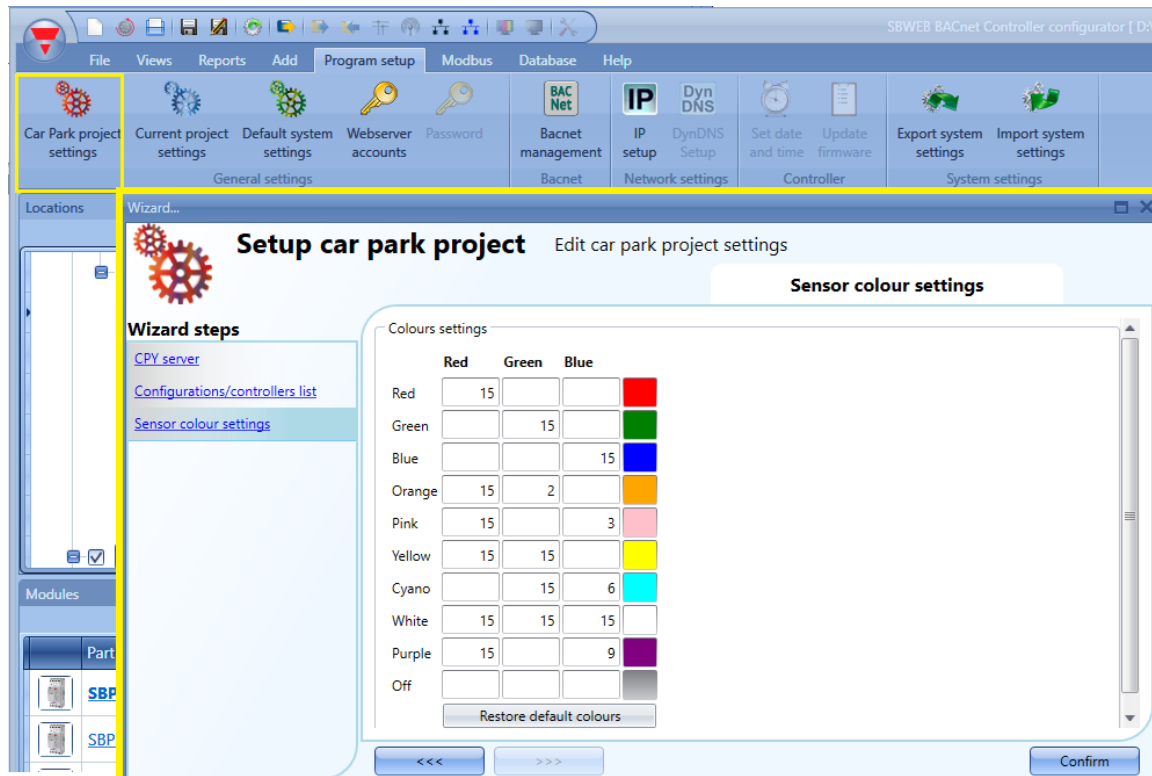 SBWEB BACnet Controller configurator [ D:\
File Views Reports Add Program setup Modbus Database Help
BAC
Net
IP
Dyn
DNS
Car Park project
settings
Current project
settings
Default system
settings
Webserver
accounts
Password
Bacnet
management
IP
setup
DynDNS
Setup
Set date
and time
Update
firmware
Export system
settings
Import system
settings
General settings
Bacnet
Network settings
Controller
System settings
Locations
Wizard...
Setup car park project Edit car park project settings
Sensor colour settings
Wizard steps
CPY server
Configurations/controllers list
Sensor colour settings
Colours settings
Red Green Blue
Red 15
Green 15
Blue 15
Orange 15 2
Pink 15 3
Yellow 15 15
Cyano 15 6
White 15 15 15
Purple 15 9
Off
Restore default colours
Modules
Part
SBP
SBP
<<< >>> Confirm